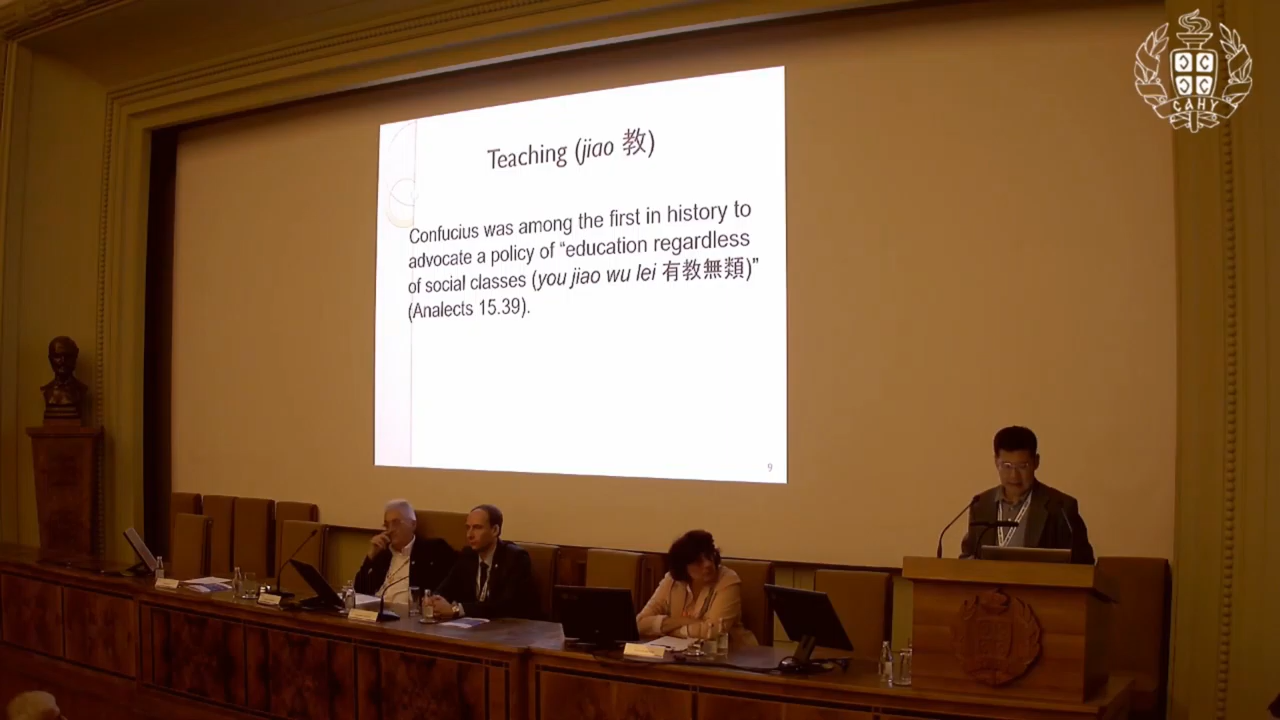 Teaching (jiao 教)
Confucius was among the first in history to
advocate a policy of “education regardless
of social classes (you jiao wu lei 有教無類)”
(Analects 15.39).
9
САНУ